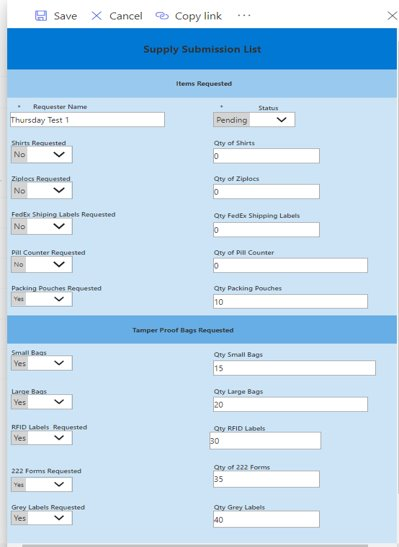 Save Cancel Copy link ...
Supply Submission List
Items Requested
* Requester Name * Status
Thursday Test 1 Pending
Shirts Requested Qty of Shirts
No 0
Ziplocs Requested Qty of Ziplocs
No 0
FedEx Shiping Labels Requested Qty FedEx Shipping Labels
No 0
Pill Counter Requested Qty of Pill Counter
No 0
Packing Pouches Requested Qty Packing Pouches
Yes 10
Tamper Proof Bags Requested
Small Bags Qty Small Bags
Yes 15
Large Bags Qty Large Bags
Yes 20
RFID Labels Requested Qty RFID Labels
Yes 30
222 Forms Requested Qty of 222 Forms
Yes 35
Grey Labels Requested Qty Grey Labels
Yes 40